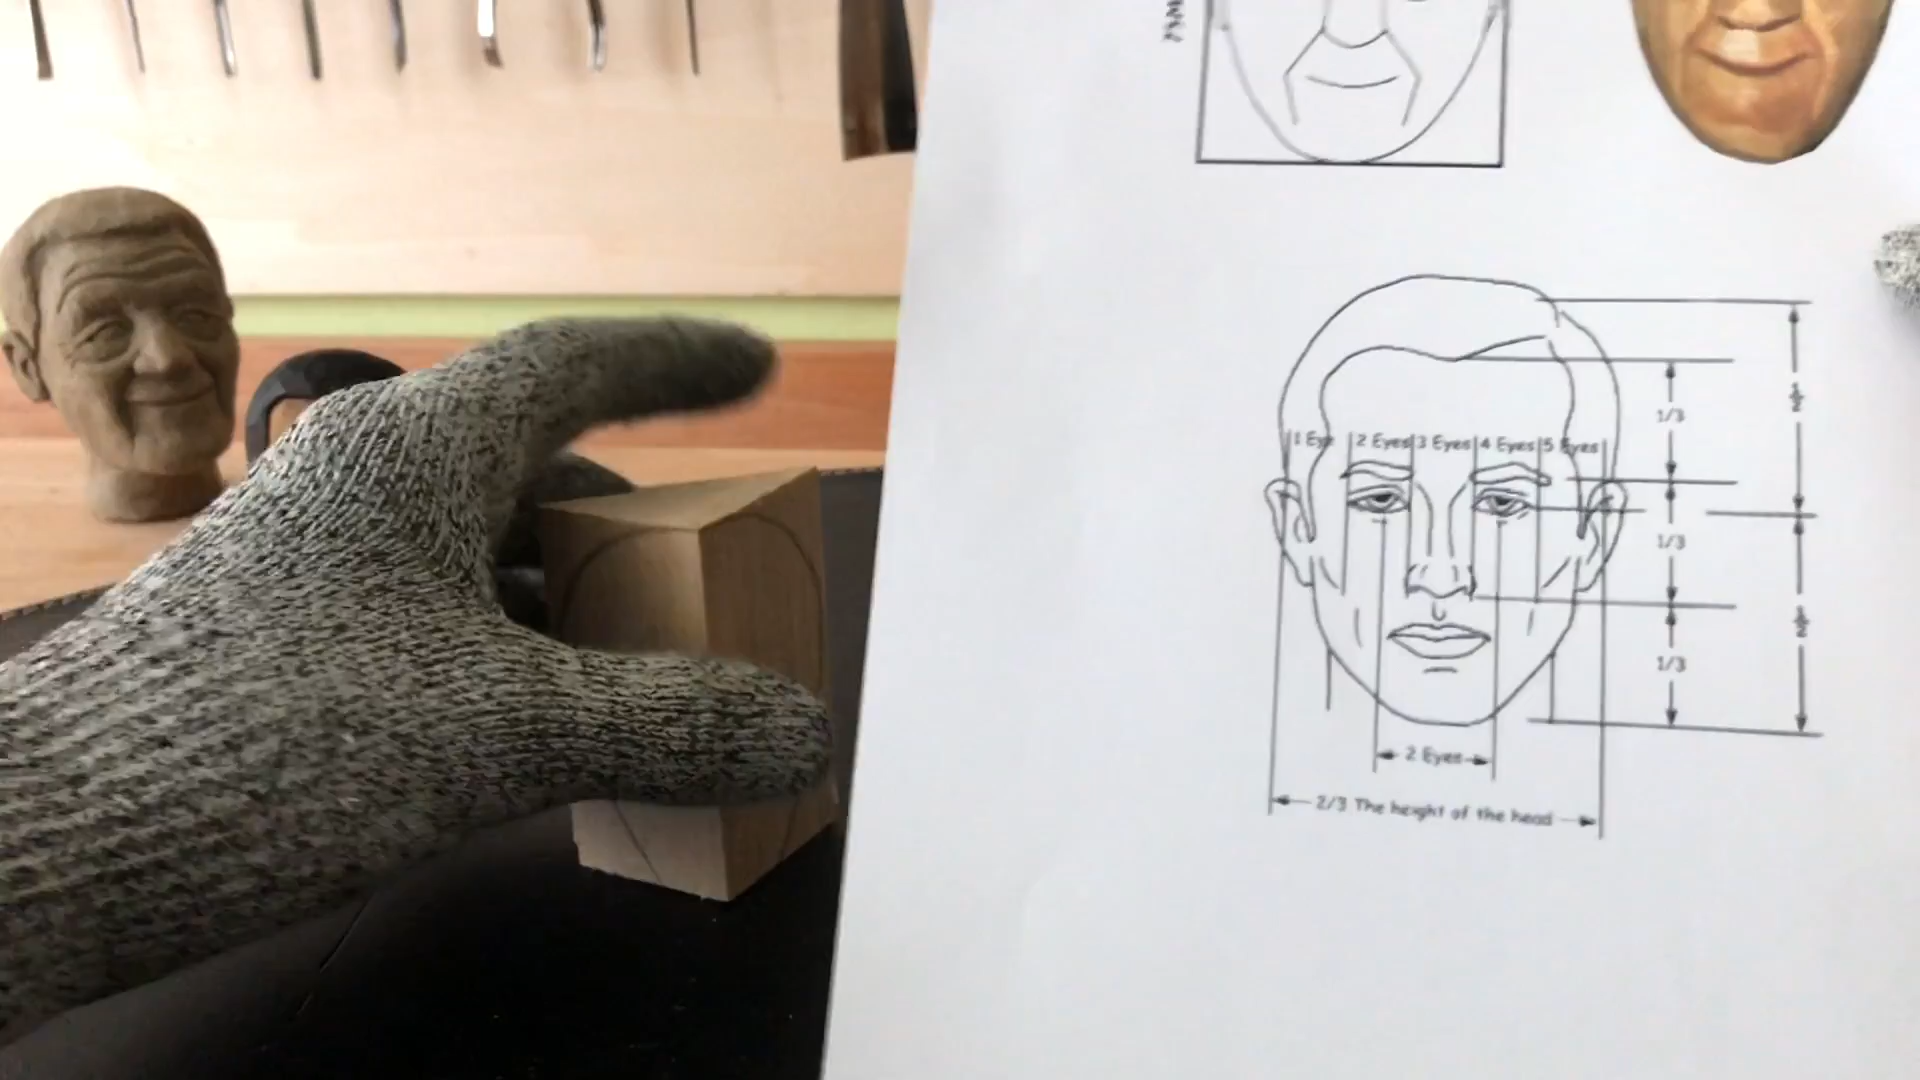 1/3
1/2
1 Eye 2 Eyes 3 Eyes 4 Eyes 5 Eyes
1/3
1/2
1/3
2 Eyes
2/3 The height of the head